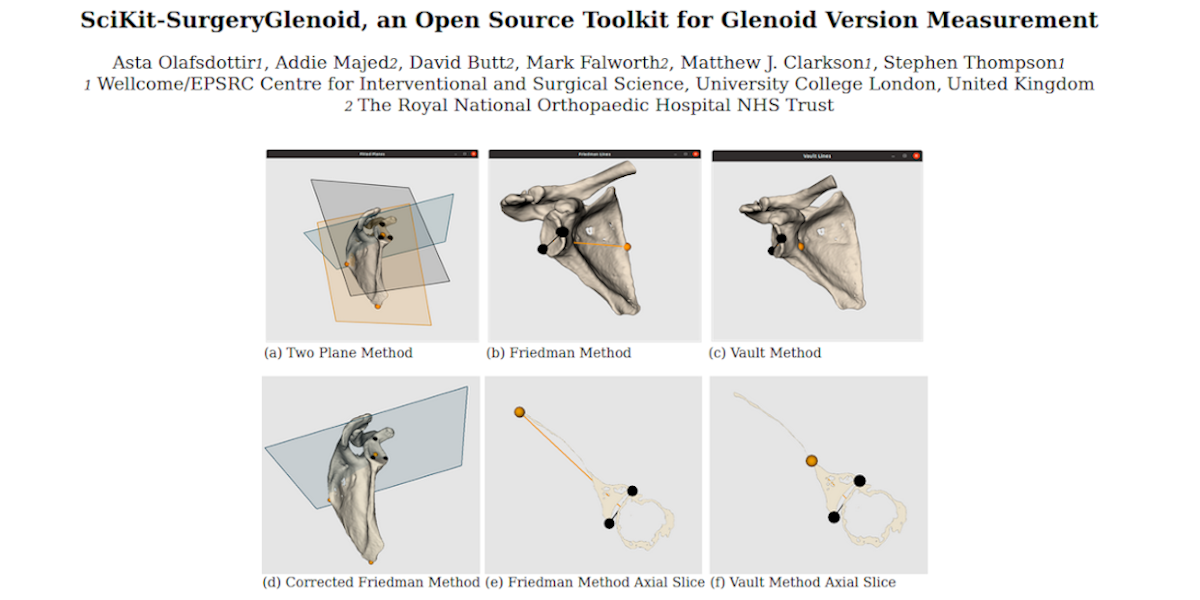 SciKit-SurgeryGlenoid, an Open Source Toolkit for Glenoid Version Measurement
Asta Olafsdottir1, Addie Majed2, David Butt2, Mark Falworth2, Matthew J. Clarkson1, Stephen Thompson1
1 Wellcome/EPSRC Centre for Interventional and Surgical Science, University College London, United Kingdom
2 The Royal National Orthopaedic Hospital NHS Trust
Fitted Planes
Friedman Lines
Vault Lines
(a) Two Plane Method
(b) Friedman Method
(c) Vault Method
(d) Corrected Friedman Method
(e) Friedman Method Axial Slice
(f) Vault Method Axial Slice